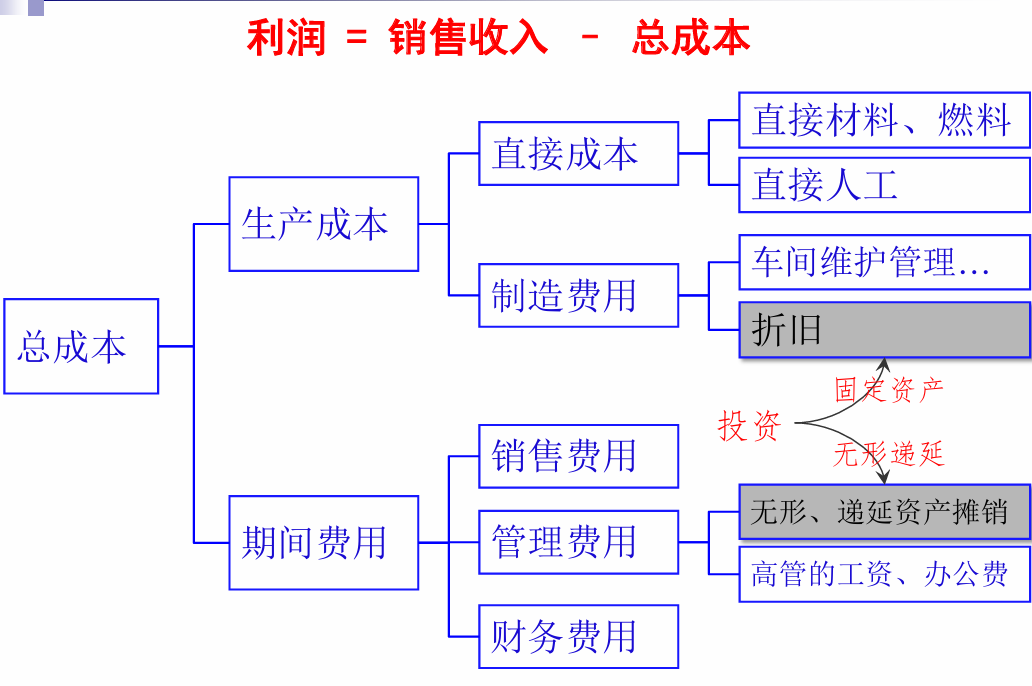 利润 = 销售收入 - 总成本
直接材料、燃料
直接成本
直接人工
生产成本
车间维护管理...
制造费用
折旧
总成本
固定资产
投资
无形递延
销售费用
无形、递延资产摊销
期间费用
管理费用
高管的工资、办公费
财务费用